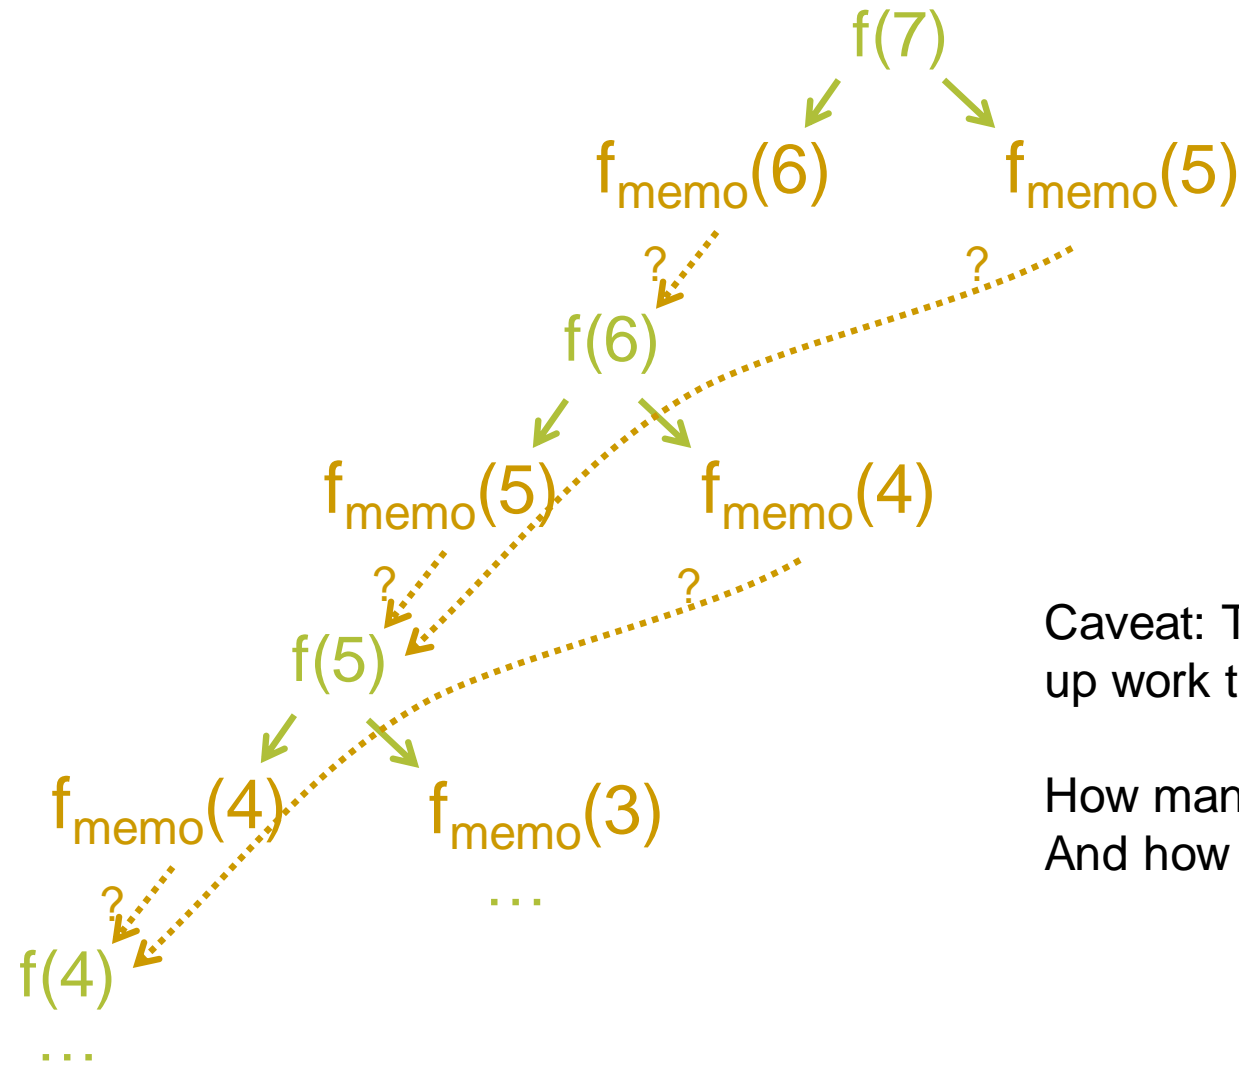 f(7)
fmemo(6) fmemo(5)
? ?
f(6)
fmemo(5) fmemo(4)
? ?
f(5)
Caveat:
up work
fmemo(4) fmemo(3)
How
And how
?
…
f(4)
…